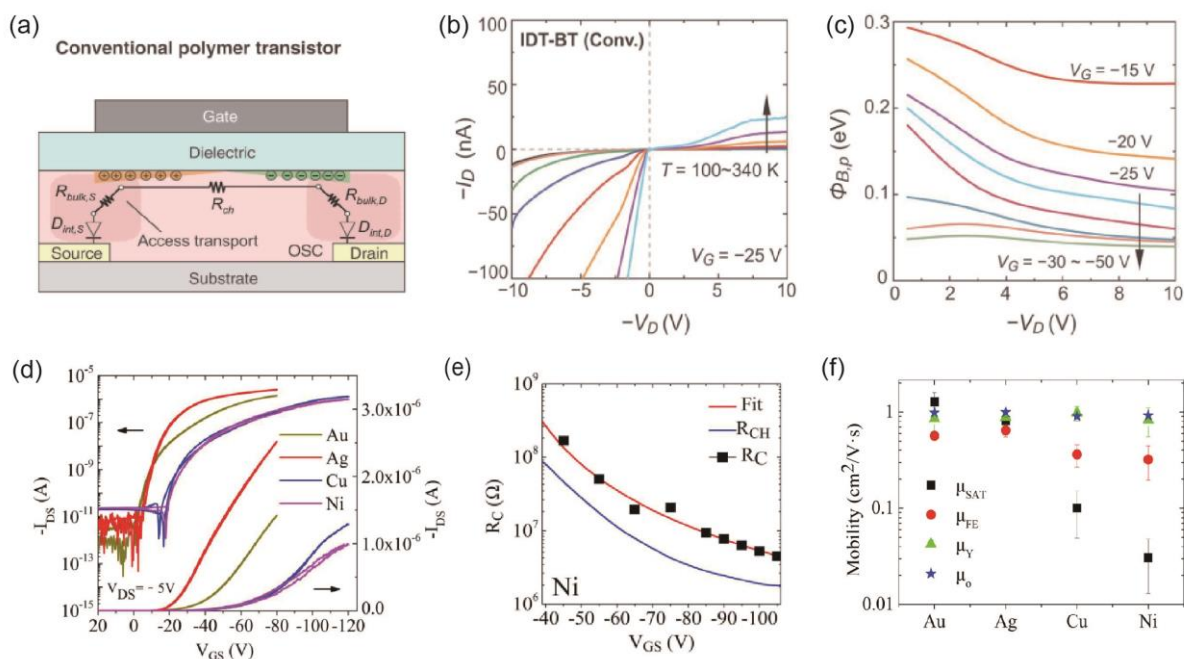 (a)
Conventional polymer transistor
Gate
Dielectric
R_bulk,S
R_ch
R_bulk,D
D_int,S
D_int,D
Access transport
Source
OSC
Drain
Substrate
(b)
IDT-BT (Conv.)
−I_D (nA)
0
−50
−100
T = 100~340 K
V_G = −25 V
−10
−5
0
5
10
−V_D (V)
(c)
Φ_B,p (eV)
0.3
0.2
0.1
0
V_G = −15 V
−20 V
−25 V
V_G = −30 ~ −50 V
0
2
4
6
8
10
−V_D (V)
(d)
-I_DS (A)
10^-5
10^-7
10^-9
10^-11
10^-13
10^-15
Au
Ag
Cu
Ni
V_DS= - 5V
3.0x10^-6
2.0x10^-6
1.0x10^-6
0.0
-I_DS (A)
20
0
-20
-40
-60
-80
-100
-120
V_GS (V)
(e)
R_C (Ω)
10^9
10^8
10^7
10^6
Fit
R_CH
R_C
Ni
-40
-50
-60
-70
-80
-90
-100
V_GS (V)
(f)
Mobility (cm^2/V·s)
1
0.1
0.01
μ_SAT
μ_FE
μ_Y
μ_o
Au
Ag
Cu
Ni